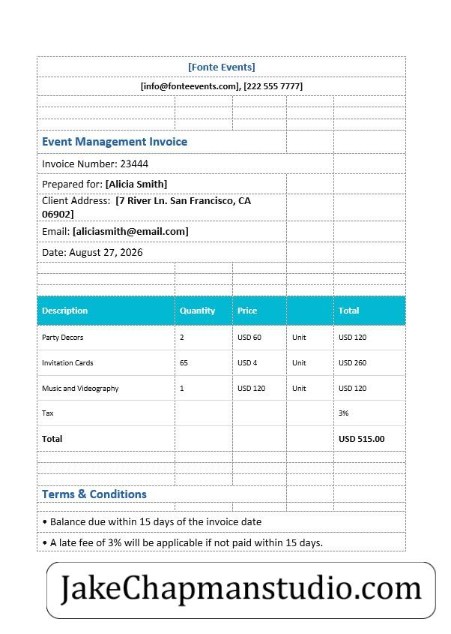 [Fonte Events]
[info@fonteevents.com], [222 555 7777]
Event Management Invoice
Invoice Number: 23444
Prepared for: [Alicia Smith]
Client Address: [7 River Ln. San Francisco, CA
06902]
Email: [aliciasmith@email.com]
Date: August 27, 2026
Description Quantity Price Total
Party Decors 2 USD 60 Unit USD 120
Invitation Cards 65 USD 4 Unit USD 260
Music and Videography 1 USD 120 Unit USD 120
Tax 3%
Total USD 515.00
Terms & Conditions
• Balance due within 15 days of the invoice date
• A late fee of 3% will be applicable if not paid within 15 days.
JakeChapmanstudio.com